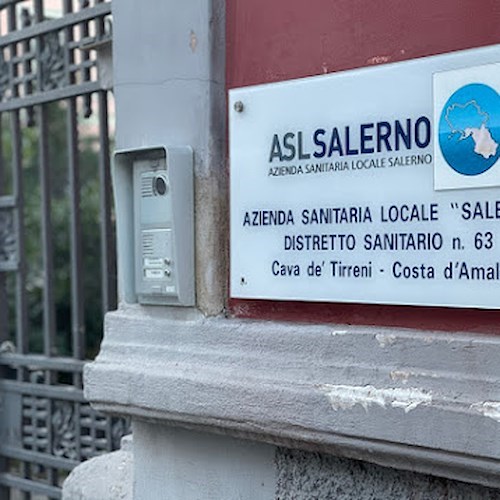 ASLSALERNO
AZIENDA SANITARIA LOCALE SALERNO
AZIENDA SANITARIA LOCALE "SALE
DISTRETTO SANITARIO n. 63
Cava de' Tirreni - Costa d'Amal